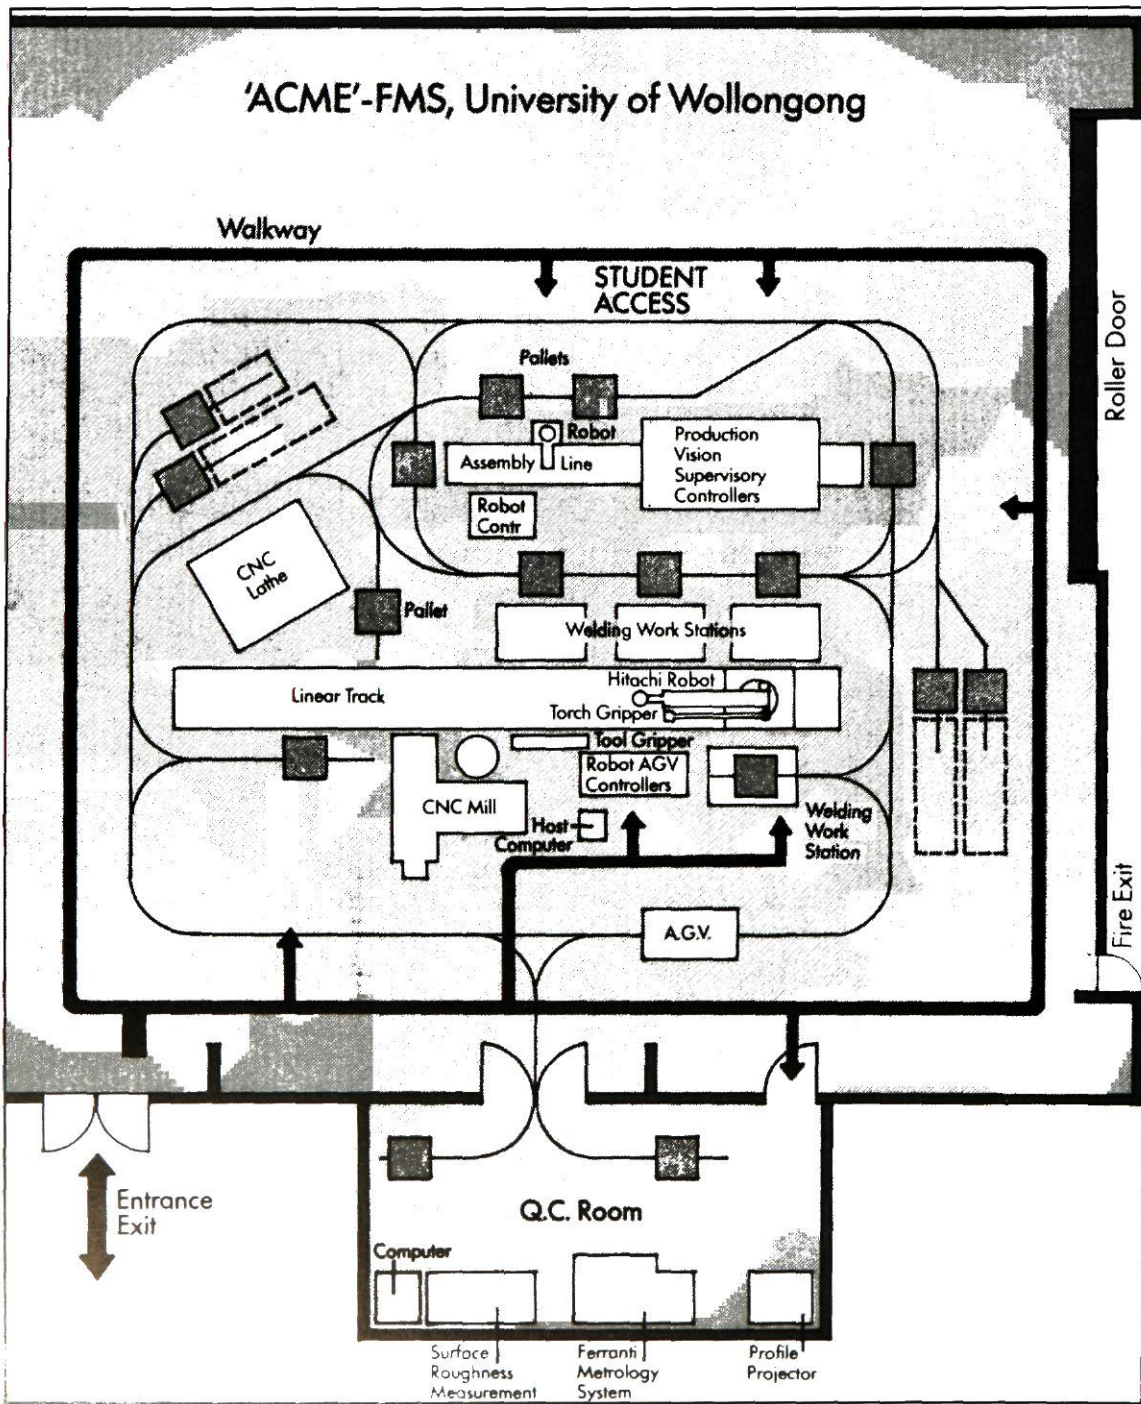 'ACME'-FMS, University of Wollongong
Walkway
STUDENT
ACCESS
Roller Door
Pallets
Robot
Assembly Line
Production
Vision
Supervisory
Controllers
Robot
Contr
CNC
Lathe
Pallet
Welding Work Stations
Hitachi Robot
Linear Track
Torch Gripper
Tool Gripper
Robot AGV
Controllers
CNC Mill
Host
Computer
Welding
Work
Station
Fire Exit
A.G.V.
Entrance
Exit
Q.C. Room
Computer
Surface
Roughness
Measurement
Ferranti
Metrology
System
Profile
Projector